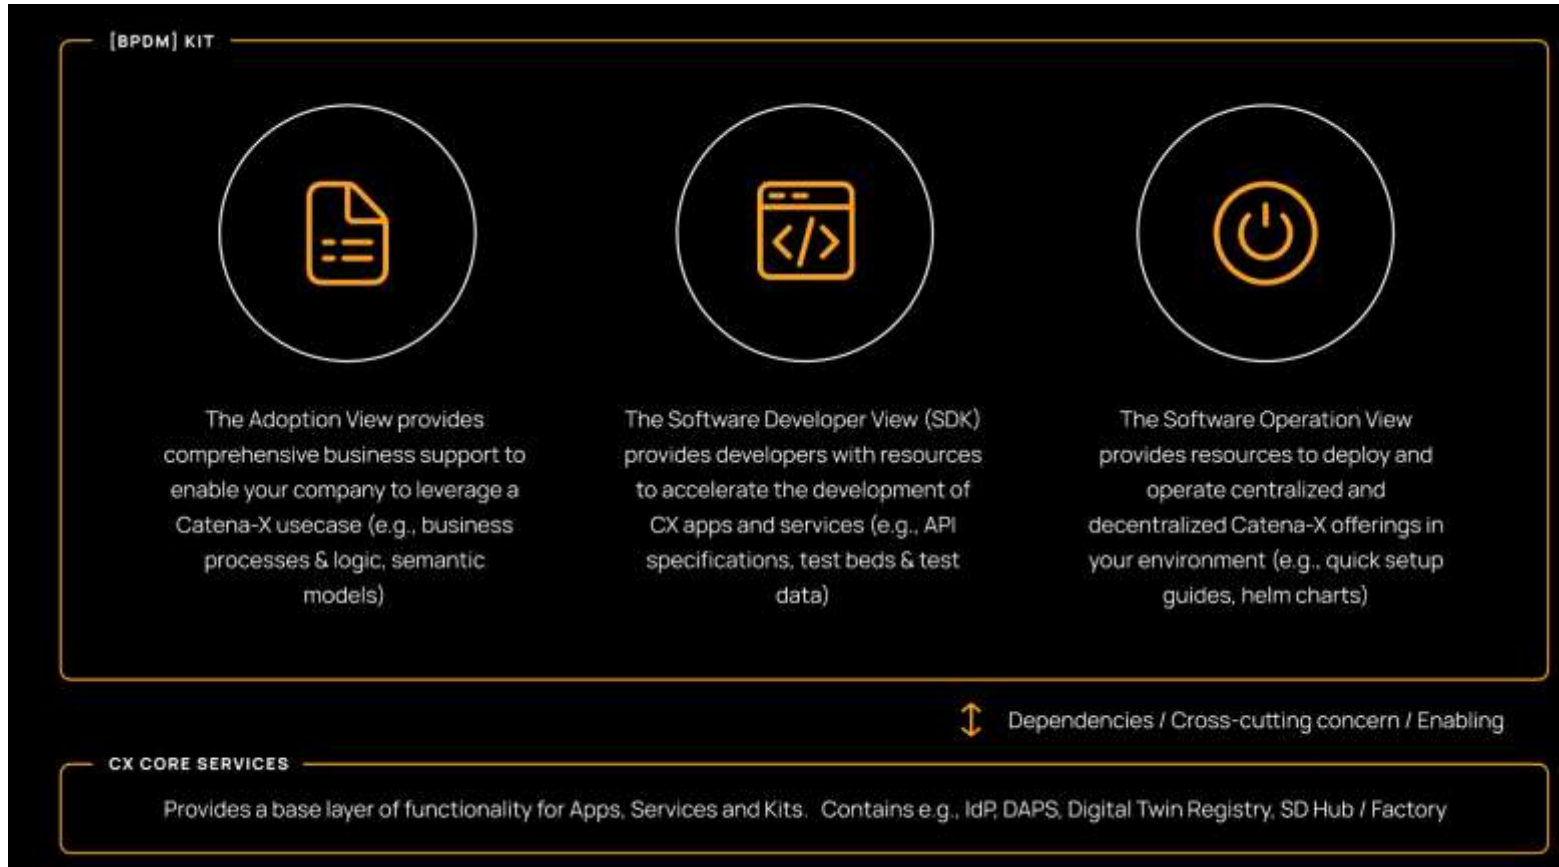 [BPDM] KIT
The Adoption View provides
comprehensive business support to
enable your company to leverage a
Catena-X usecase (e.g., business
processes & logic, semantic
models)
The Software Developer View (SDK)
provides developers with resources
to accelerate the development of
CX apps and services (e.g., API
specifications, test beds & test
data)
The Software Operation View
provides resources to deploy and
operate centralized and
decentralized Catena-X offerings in
your environment (e.g., quick setup
guides, helm charts)
Dependencies / Cross-cutting concern / Enabling
CX CORE SERVICES
Provides a base layer of functionality for Apps, Services and Kits. Contains e.g., IdP, DAPS, Digital Twin Registry, SD Hub / Factory